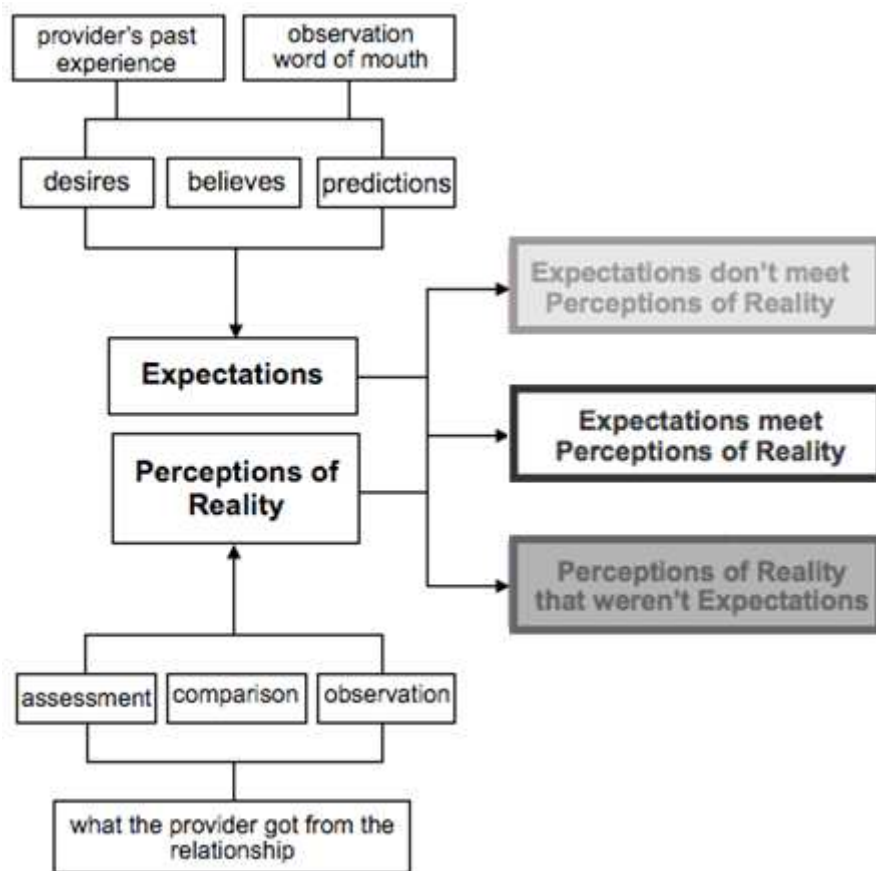 provider's past
experience
observation
word of mouth
desires
believes
predictions
Expectations don't meet
Perceptions of Reality
Expectations
Expectations meet
Perceptions of Reality
Perceptions of
Reality
Perceptions of Reality
that weren't Expectations
assessment
comparison
observation
what the provider got from the
relationship